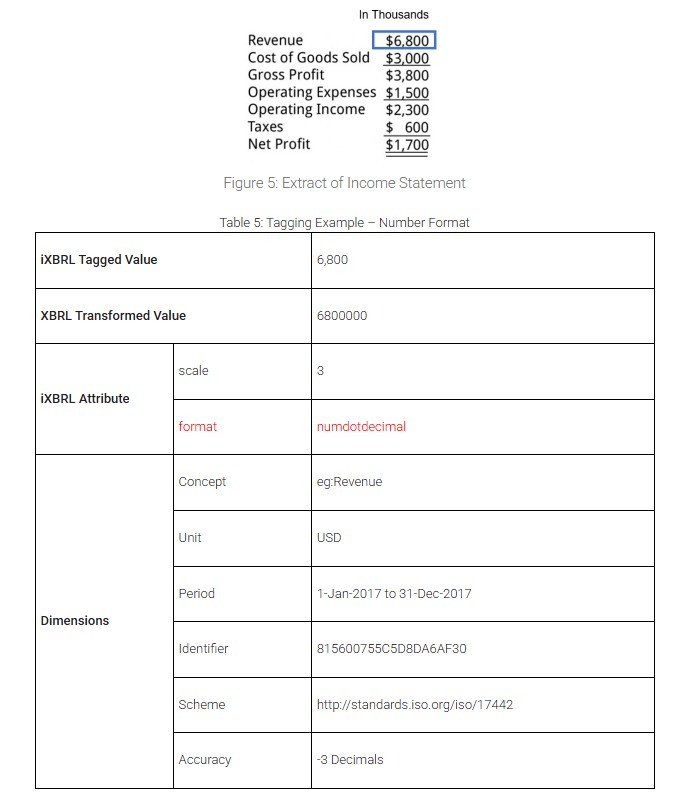 In Thousands
Revenue $6,800
Cost of Goods Sold $3,000
Gross Profit $3,800
Operating Expenses $1,500
Operating Income $2,300
Taxes $ 600
Net Profit $1,700
Figure 5: Extract of Income Statement
Table 5: Tagging Example – Number Format
iXBRL Tagged Value 6,800
XBRL Transformed Value 6800000
iXBRL Attribute
scale 3
format numdotdecimal
Dimensions
Concept eg:Revenue
Unit USD
Period 1-Jan-2017 to 31-Dec-2017
Identifier 815600755C5D8DA6AF30
Scheme http://standards.iso.org/iso/17442
Accuracy -3 Decimals